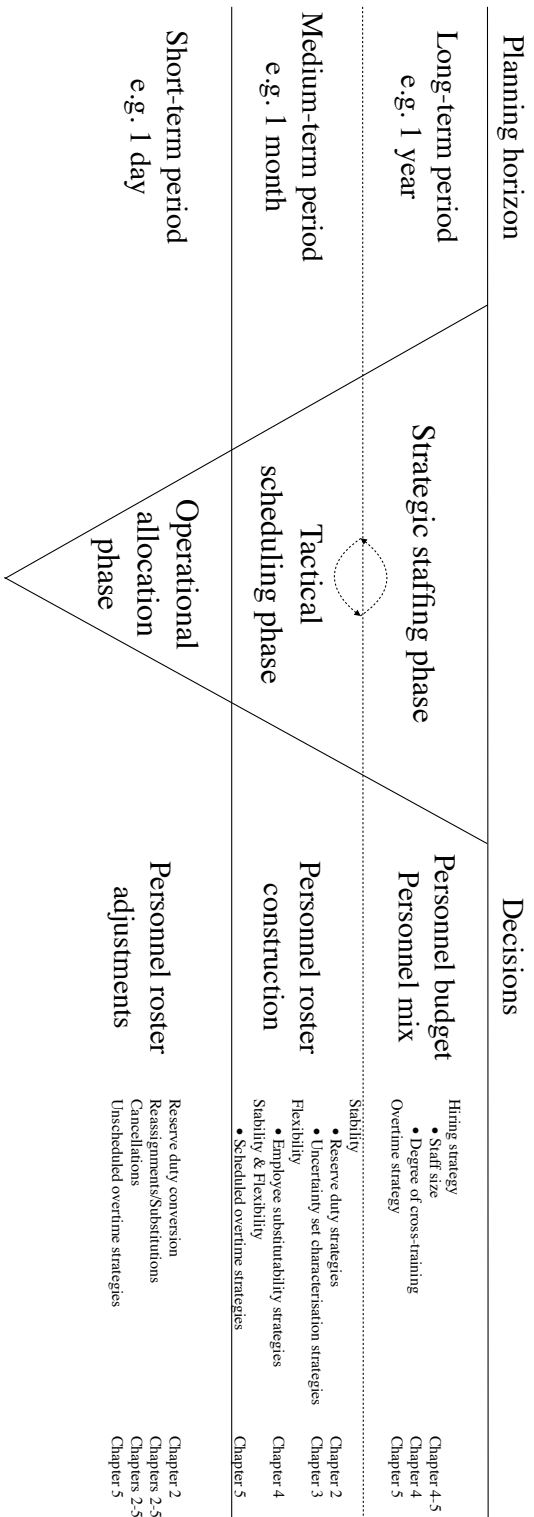 Planning horizon
Decisions
Long-term period
e.g. 1 year
Strategic staffing phase
Personnel budget
Personnel mix
Hiring strategy
• Staff size
Chapter 4-5
• Degree of cross-training
Chapter 4
Overtime strategy
Chapter 5
Medium-term period
e.g. 1 month
Tactical
scheduling phase
Personnel roster
construction
Stability
• Reserve duty strategies
Chapter 2
• Uncertainty set characterisation strategies
Chapter 3
Flexibility
• Employee substitutability strategies
Chapter 4
Stability & Flexibility
• Scheduled overtime strategies
Chapter 5
Short-term period
e.g. 1 day
Operational
allocation
phase
Personnel roster
adjustments
Reserve duty conversion
Chapter 2
Reassignments/Substitutions
Chapters 2-5
Cancellations
Chapters 2-5
Unscheduled overtime strategies
Chapter 5